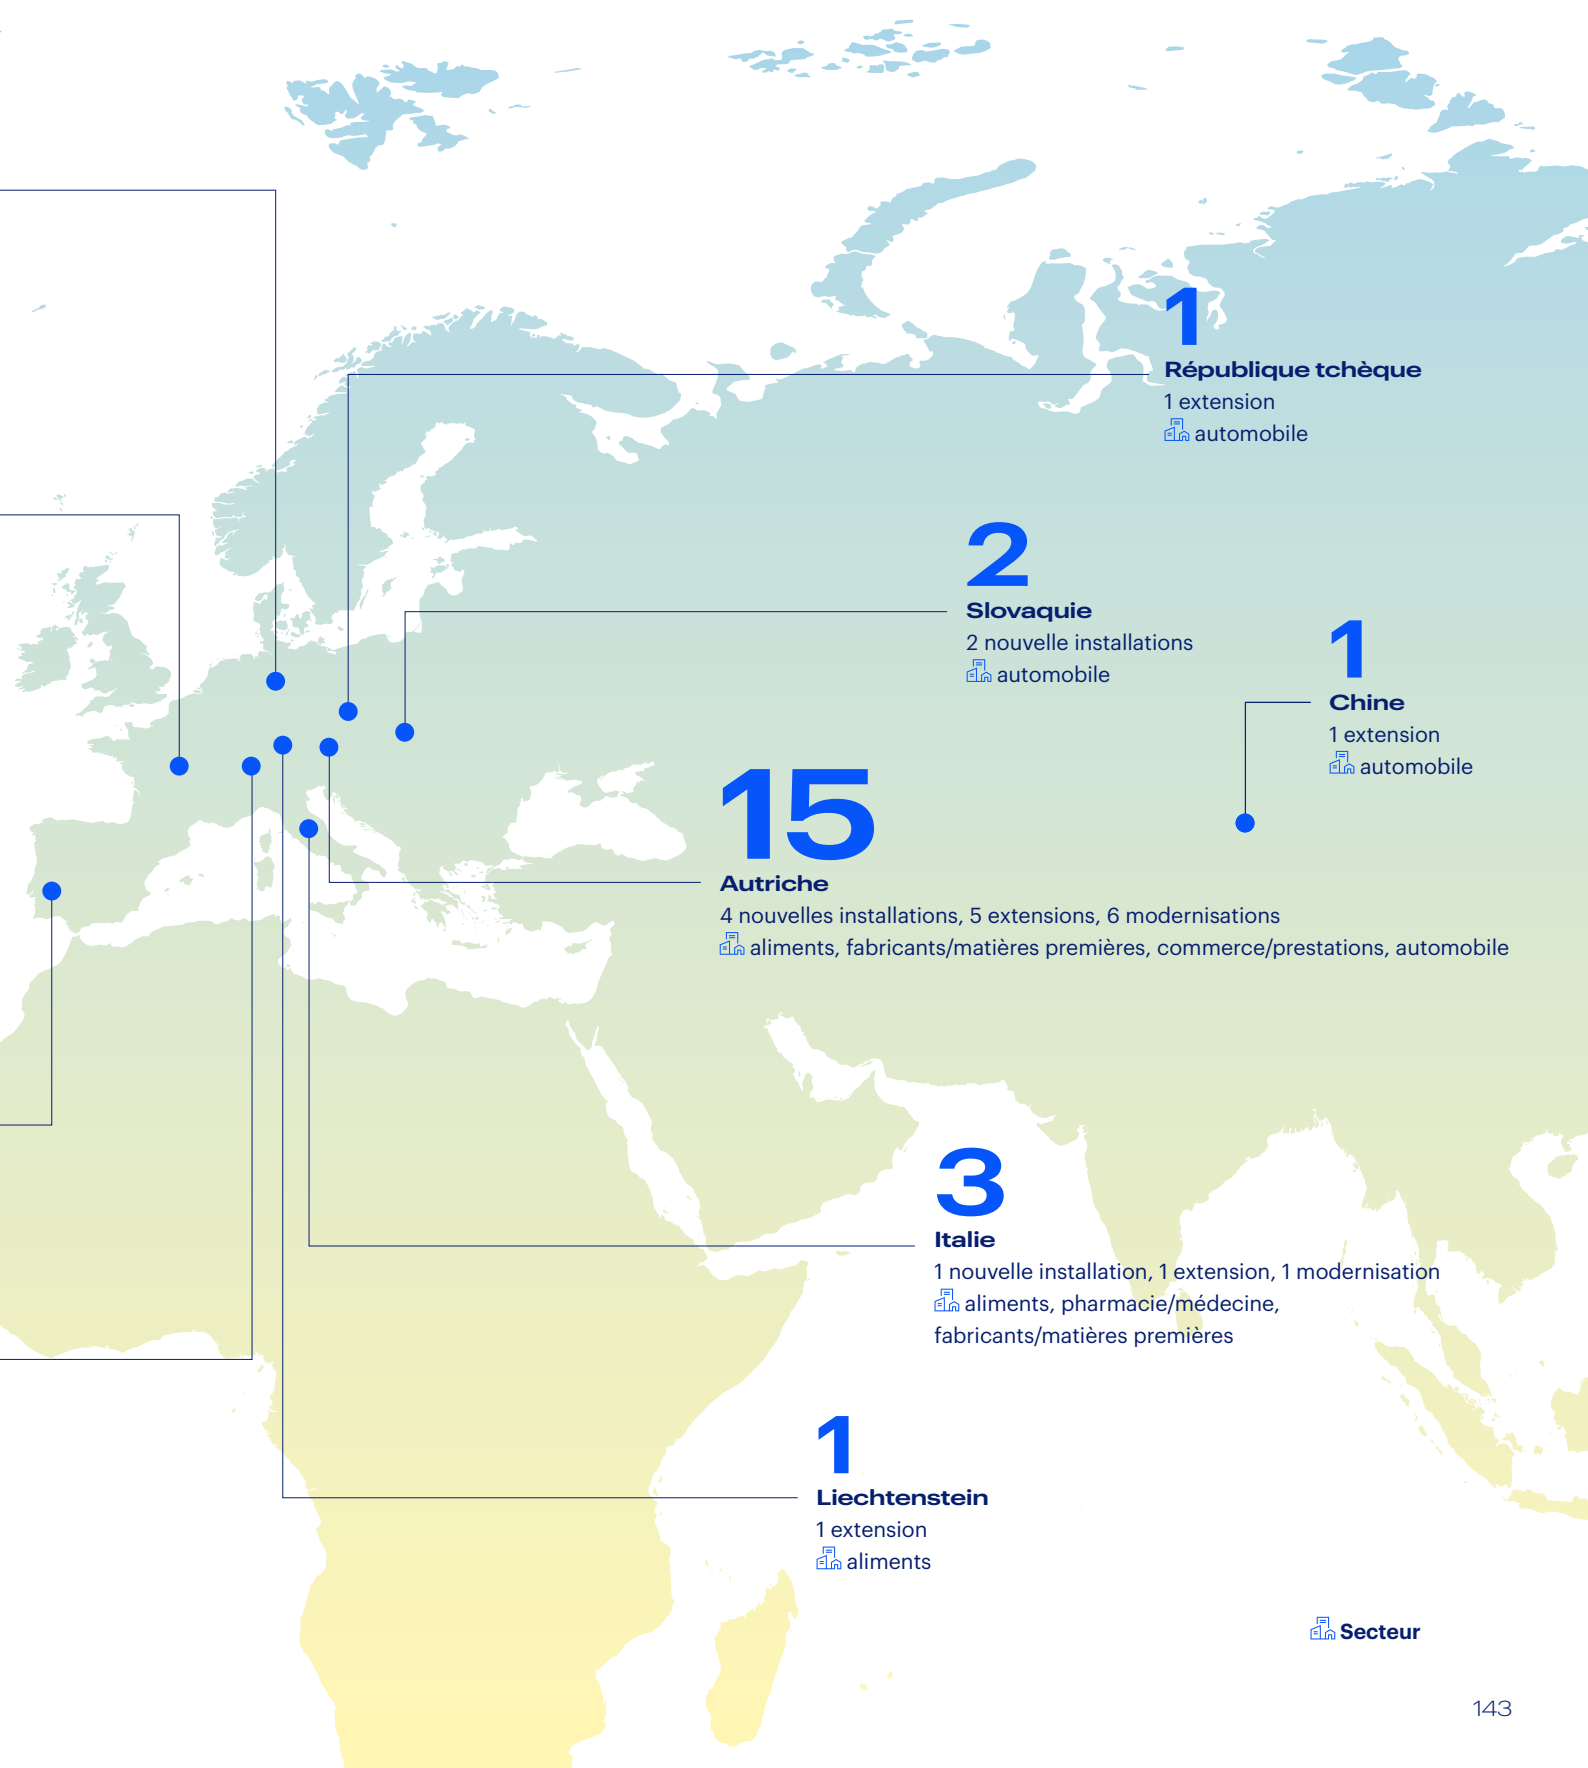 1
République tchèque
1 extension
automobile
2
Slovaquie
2 nouvelle installations
automobile
1
Chine
1 extension
automobile
15
Autriche
4 nouvelles installations, 5 extensions, 6 modernisations
aliments, fabricants/matières premières, commerce/prestations, automobile
3
Italie
1 nouvelle installation, 1 extension, 1 modernisation
aliments, pharmacie/médecine,
fabricants/matières premières
1
Liechtenstein
1 extension
aliments
Secteur
143